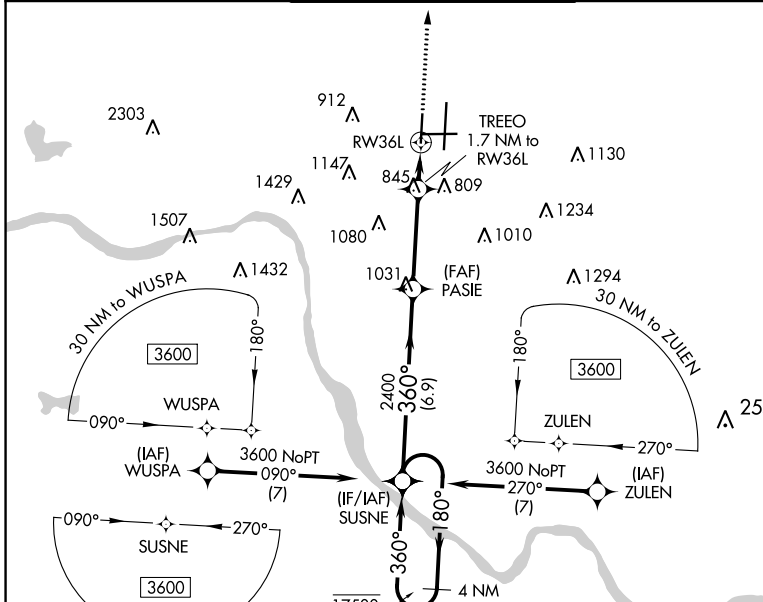 912
2303
TREEO
1.7 NM to
RW36L
RW36L
1130
1147
845
809
1429
1234
1507
1080
1010
1432
1031
(FAF)
PASIE
1294
30 NM to WUSPA
30 NM to ZULEN
180°
180°
3600
3600
2400
360°
(6.9)
WUSPA
090°
ZULEN
270°
25
(IAF)
WUSPA
3600 NoPT
090°
(7)
(IF/IAF)
SUSNE
3600 NoPT
270°
(7)
(IAF)
ZULEN
090°
270°
SUSNE
360°
180°
3600
4 NM